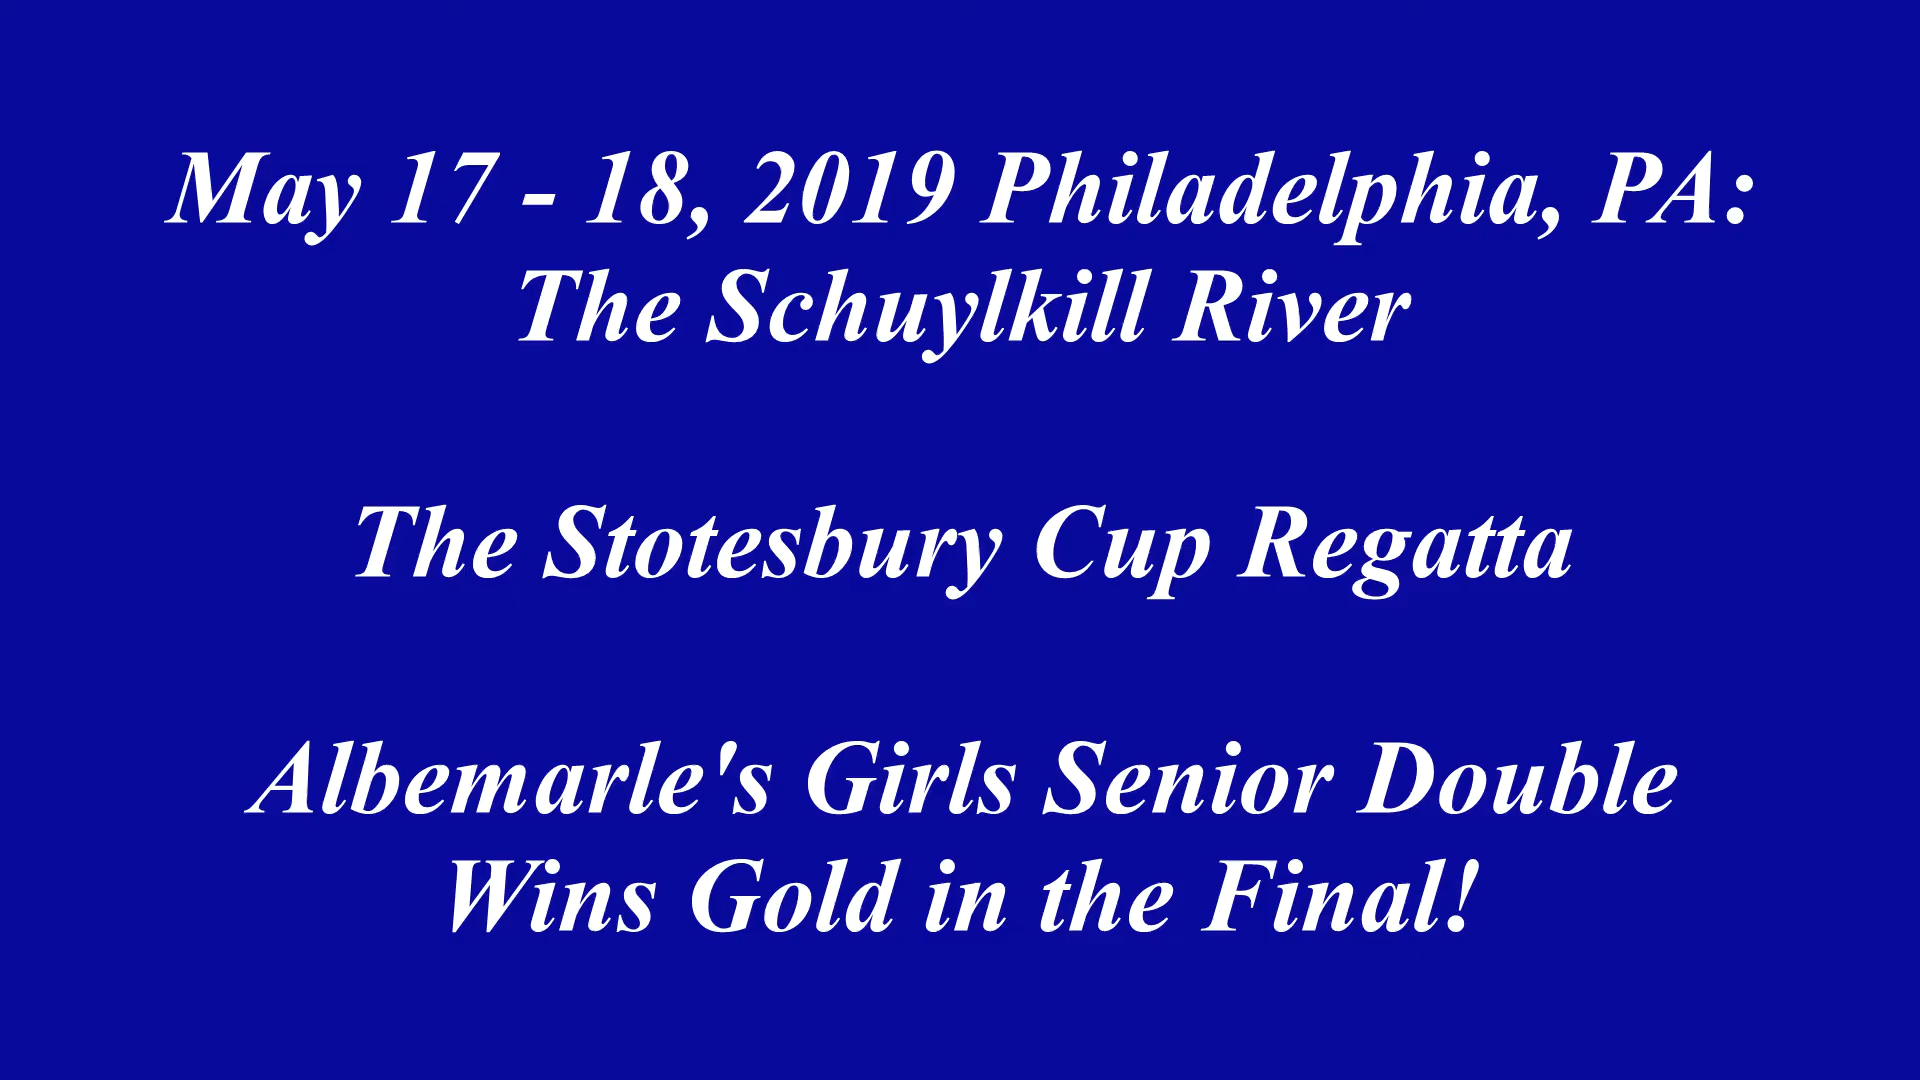 May 17 - 18, 2019 Philadelphia, PA:
The Schuylkill River
The Stotesbury Cup Regatta
Albemarle's Girls Senior Double
Wins Gold in the Final!